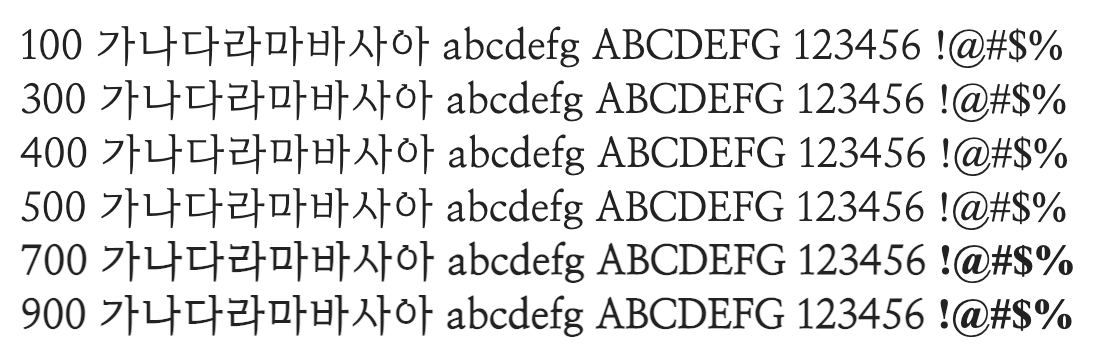 100 가나다라마바사아 abcdefg ABCDEFG 123456 !@#$%
300 가나다라마바사아 abcdefg ABCDEFG 123456 !@#$%
400 가나다라마바사아 abcdefg ABCDEFG 123456 !@#$%
500 가나다라마바사아 abcdefg ABCDEFG 123456 !@#$%
700 가나다라마바사아 abcdefg ABCDEFG 123456 !@#$%
900 가나다라마바사아 abcdefg ABCDEFG 123456 !@#$%